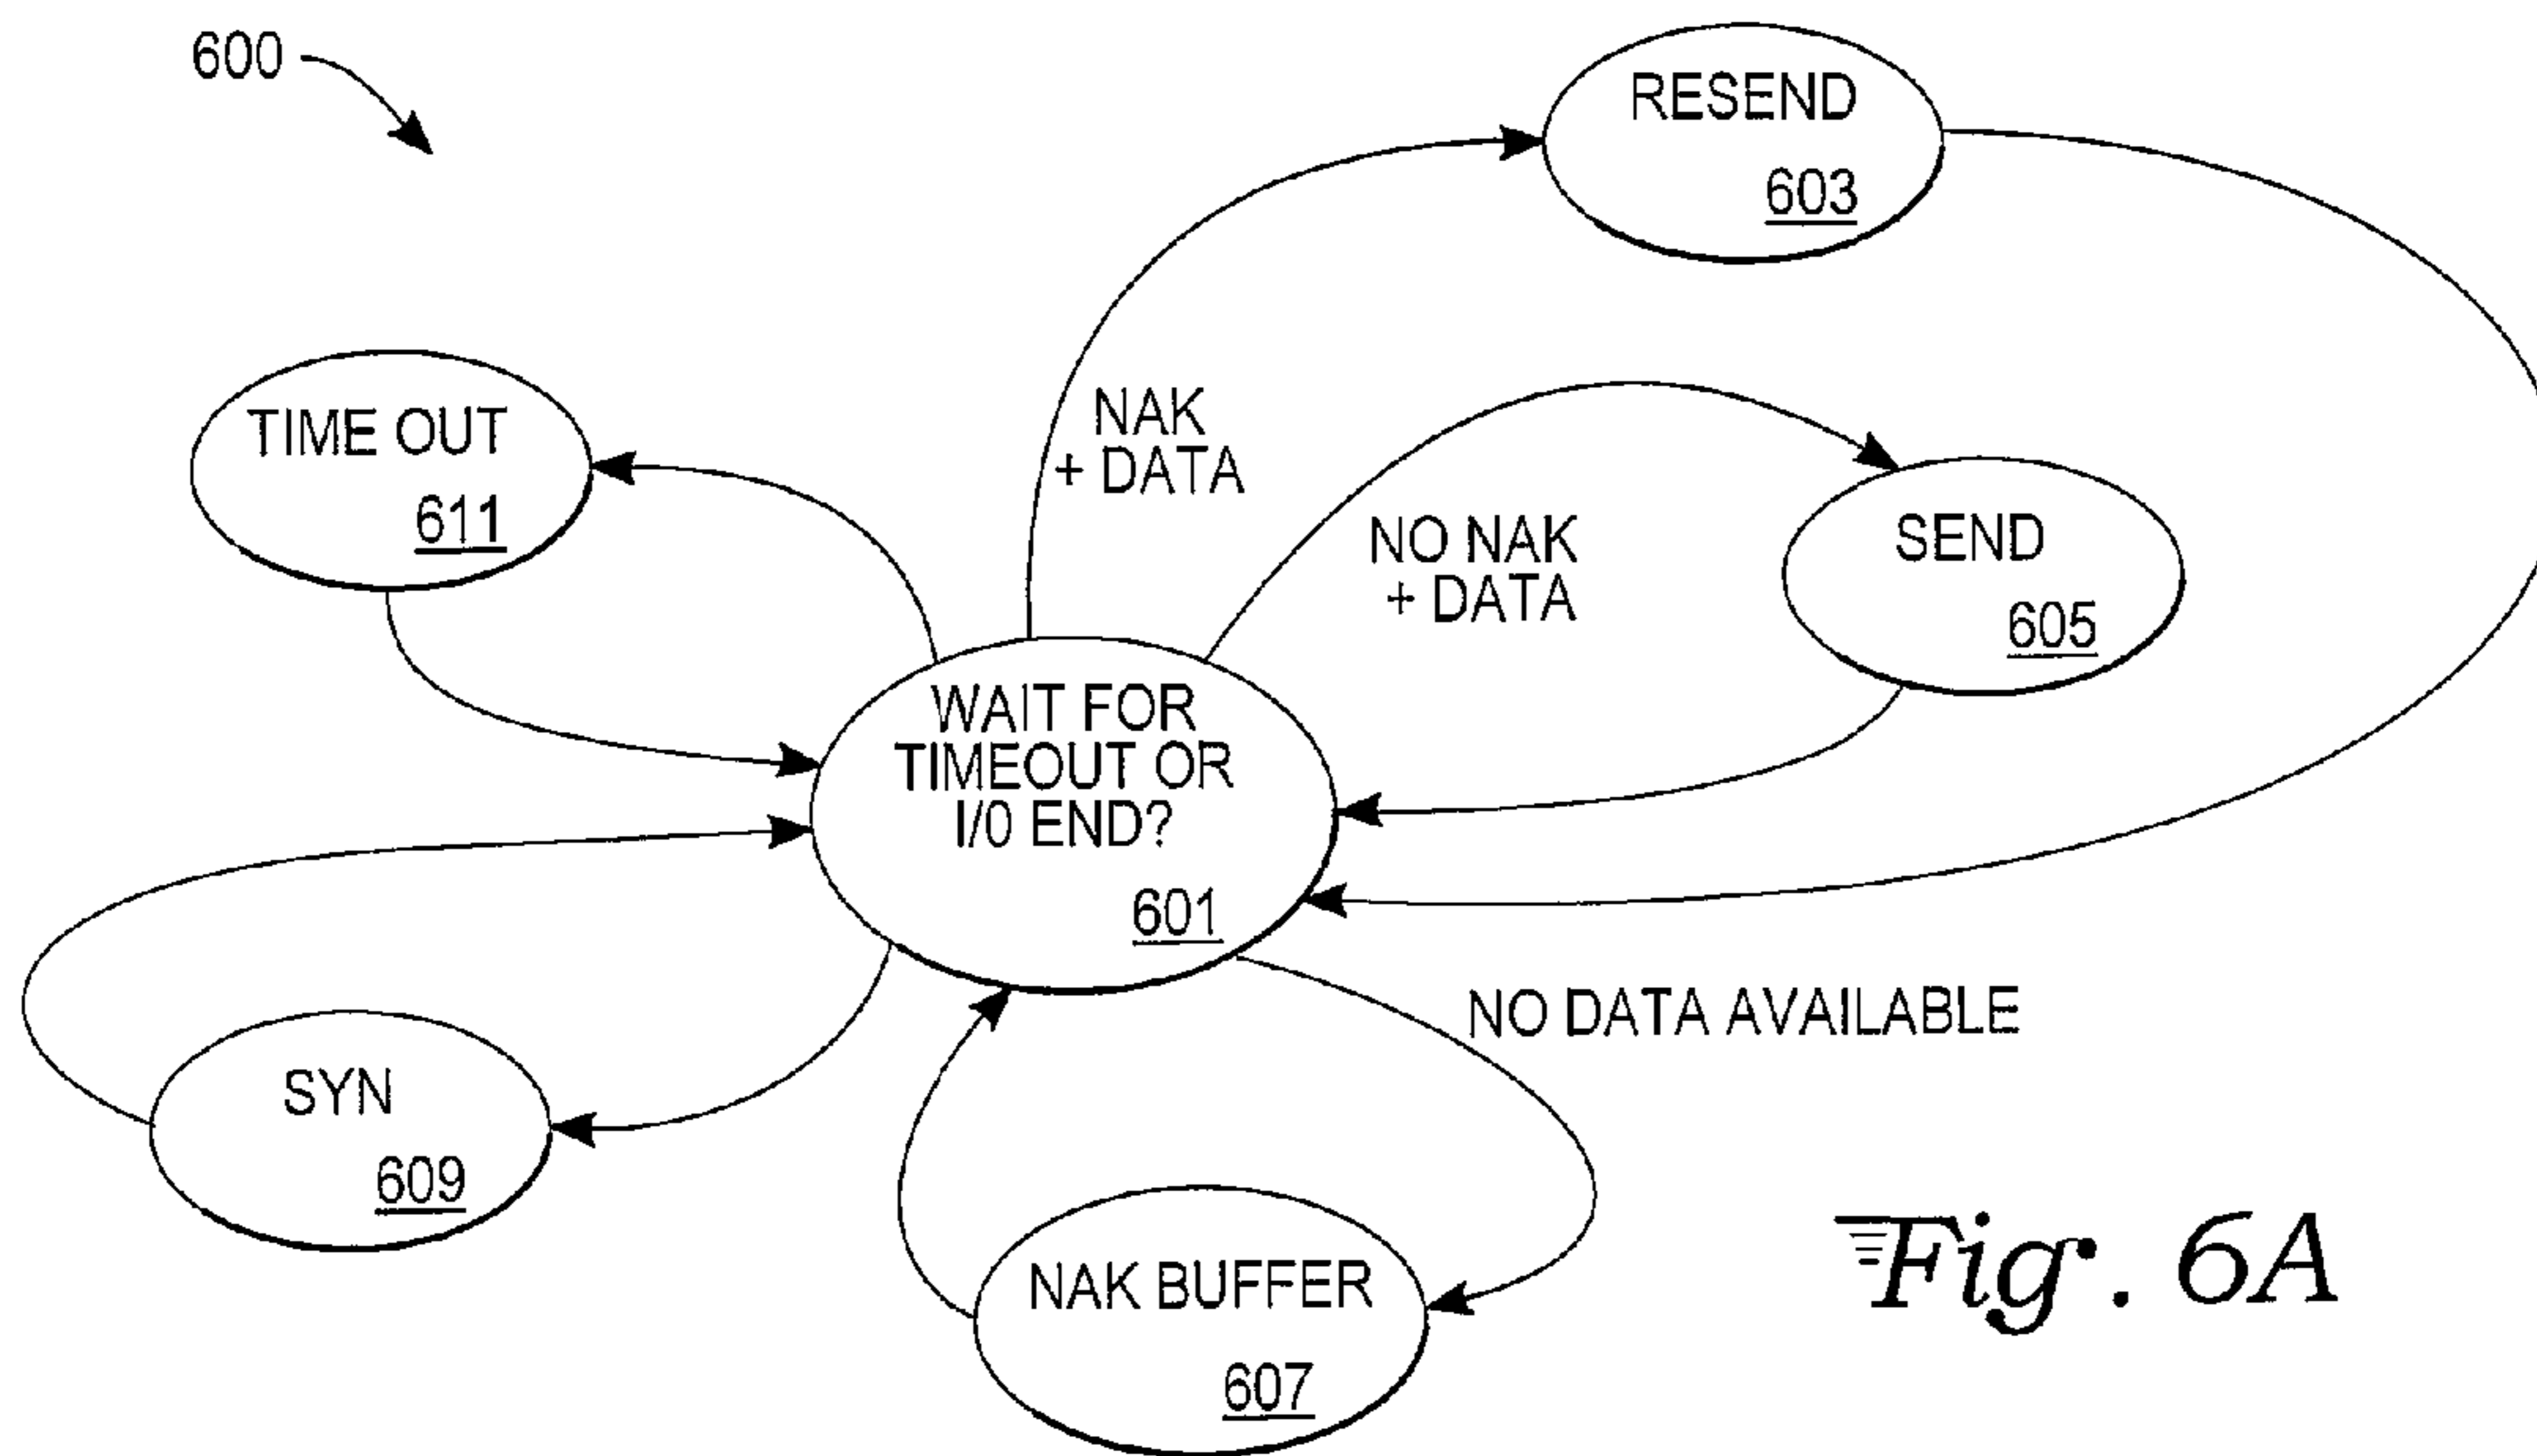 600
RESEND
603
TIME OUT
611
NAK
+ DATA
NO NAK
+ DATA
SEND
605
WAIT FOR
TIMEOUT OR
I/0 END?
601
NO DATA AVAILABLE
SYN
609
NAK BUFFER
607
Fig. 6A